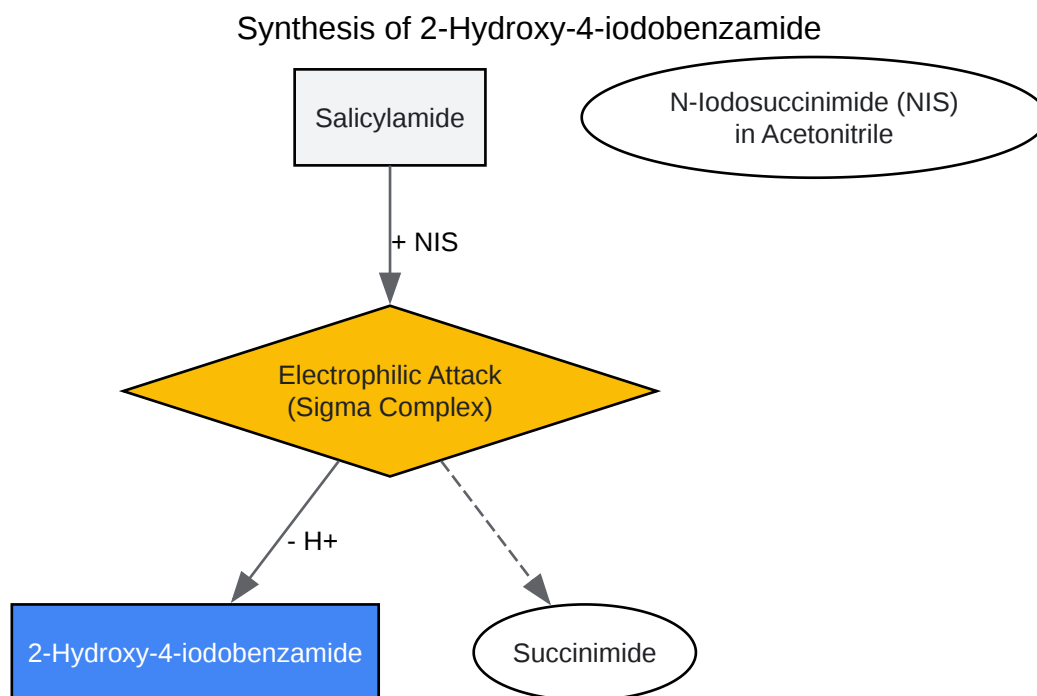 Synthesis of 2-Hydroxy-4-iodobenzamide
Salicylamide
N-Iodosuccinimide (NIS)
in Acetonitrile
+ NIS
Electrophilic Attack
(Sigma Complex)
- H+
2-Hydroxy-4-iodobenzamide
Succinimide